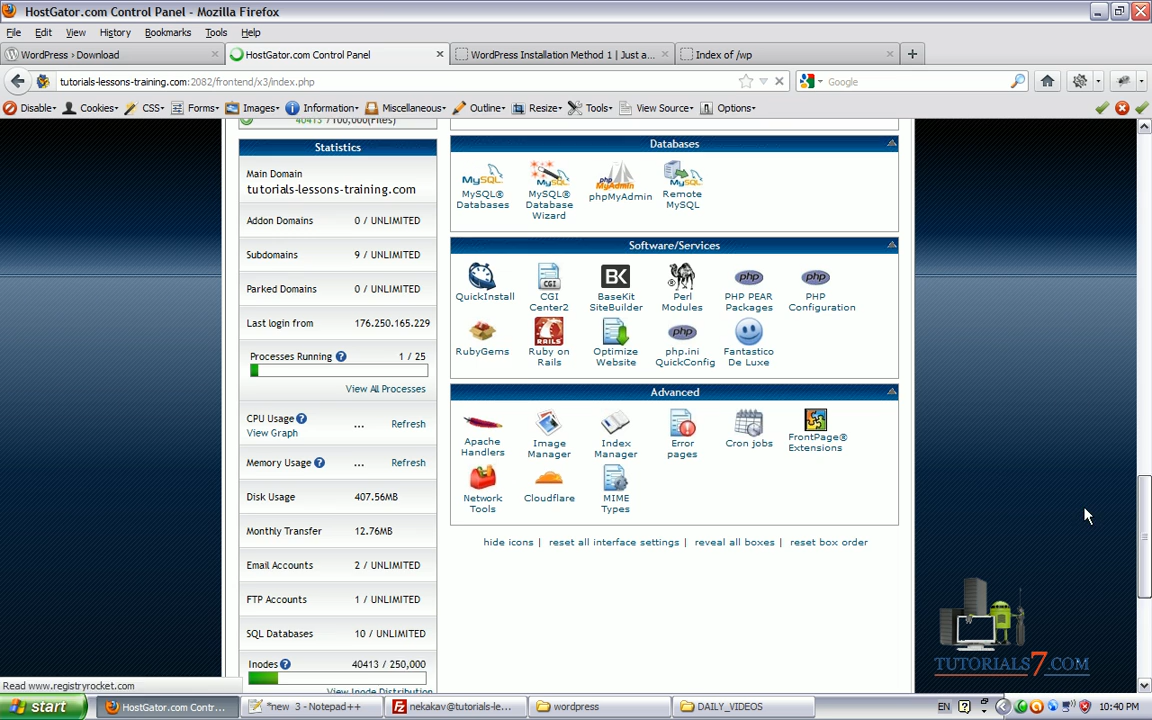 HostGator.com Control Panel - Mozilla Firefox
File Edit View History Bookmarks Tools Help
WordPress › Download
HostGator.com Control Panel
WordPress Installation Method 1 | Just a...
Index of /wp
tutorials-lessons-training.com:2082/frontend/x3/index.php
Google
Disable Cookies CSS Forms Images Information Miscellaneous Outline Resize Tools View Source Options
40413 / 100,000(Files)
Statistics
Main Domain
tutorials-lessons-training.com
Addon Domains 0 / UNLIMITED
Subdomains 9 / UNLIMITED
Parked Domains 0 / UNLIMITED
Last login from 176.250.165.229
Processes Running 1 / 25
View All Processes
CPU Usage ... Refresh
View Graph
Memory Usage ... Refresh
Disk Usage 407.56MB
Monthly Transfer 12.76MB
Email Accounts 2 / UNLIMITED
FTP Accounts 1 / UNLIMITED
SQL Databases 10 / UNLIMITED
Inodes 40413 / 250,000
View Inode Distribution
Databases
MySQL® Databases
MySQL® Database Wizard
phpMyAdmin
Remote MySQL
Software/Services
QuickInstall
CGI Center2
BaseKit SiteBuilder
Perl Modules
PHP PEAR Packages
PHP Configuration
RubyGems
Ruby on Rails
Optimize Website
php.ini QuickConfig
Fantastico De Luxe
Advanced
Apache Handlers
Image Manager
Index Manager
Error pages
Cron jobs
FrontPage® Extensions
Network Tools
Cloudflare
MIME Types
hide icons | reset all interface settings | reveal all boxes | reset box order
TUTORIALS7.COM
Read www.registryrocket.com
start
HostGator.com Contr...
*new 3 - Notepad++
nekakav@tutorials-le...
wordpress
DAILY_VIDEOS
EN
10:40 PM